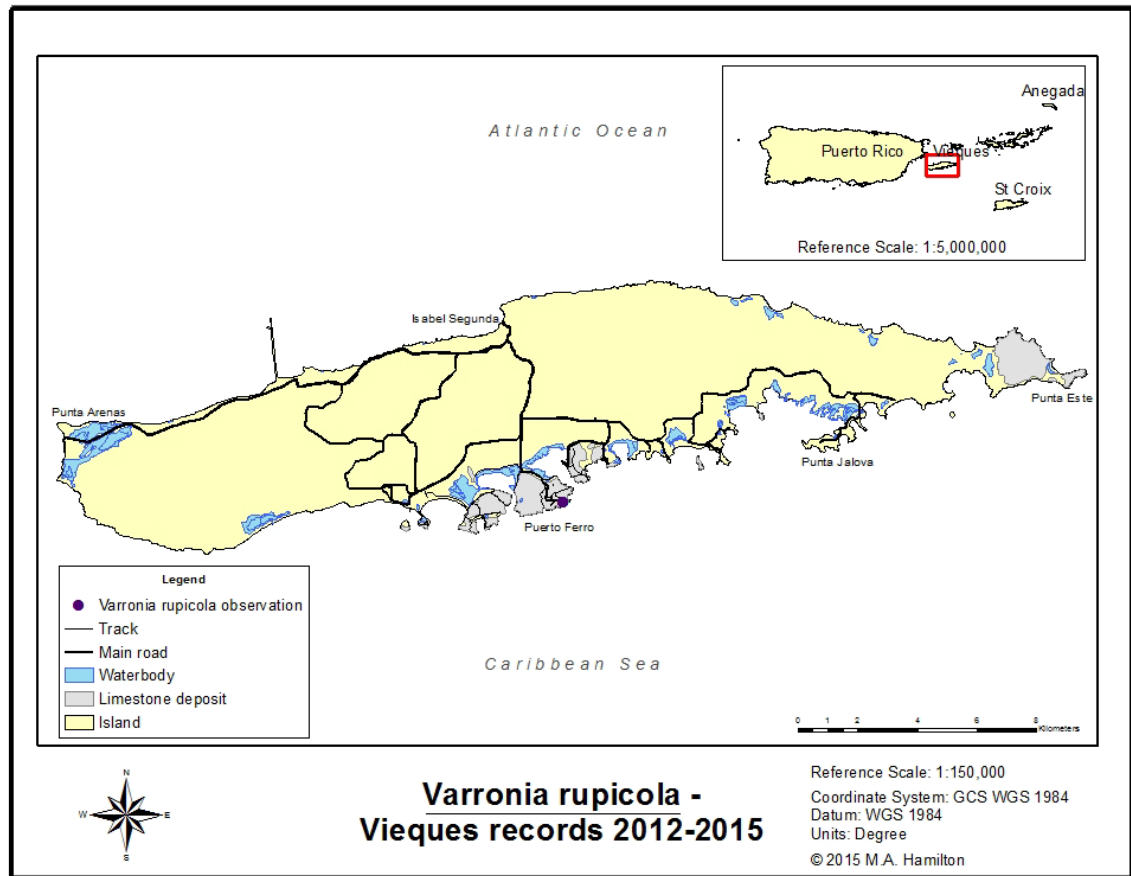 Atlantic Ocean
Anegada
Puerto Rico
Vieques
St Croix
Reference Scale: 1:5,000,000
Isabel Segunda
Punta Arenas
Punta Este
Punta Jalova
Puerto Ferro
Legend
Varronia rupicola observation
Track
Main road
Waterbody
Limestone deposit
Island
Caribbean Sea
0 1 2 4 6 8
Kilometers
N
W E
S
Varronia rupicola -
Vieques records 2012-2015
Reference Scale: 1:150,000
Coordinate System: GCS WGS 1984
Datum: WGS 1984
Units: Degree
© 2015 M.A. Hamilton